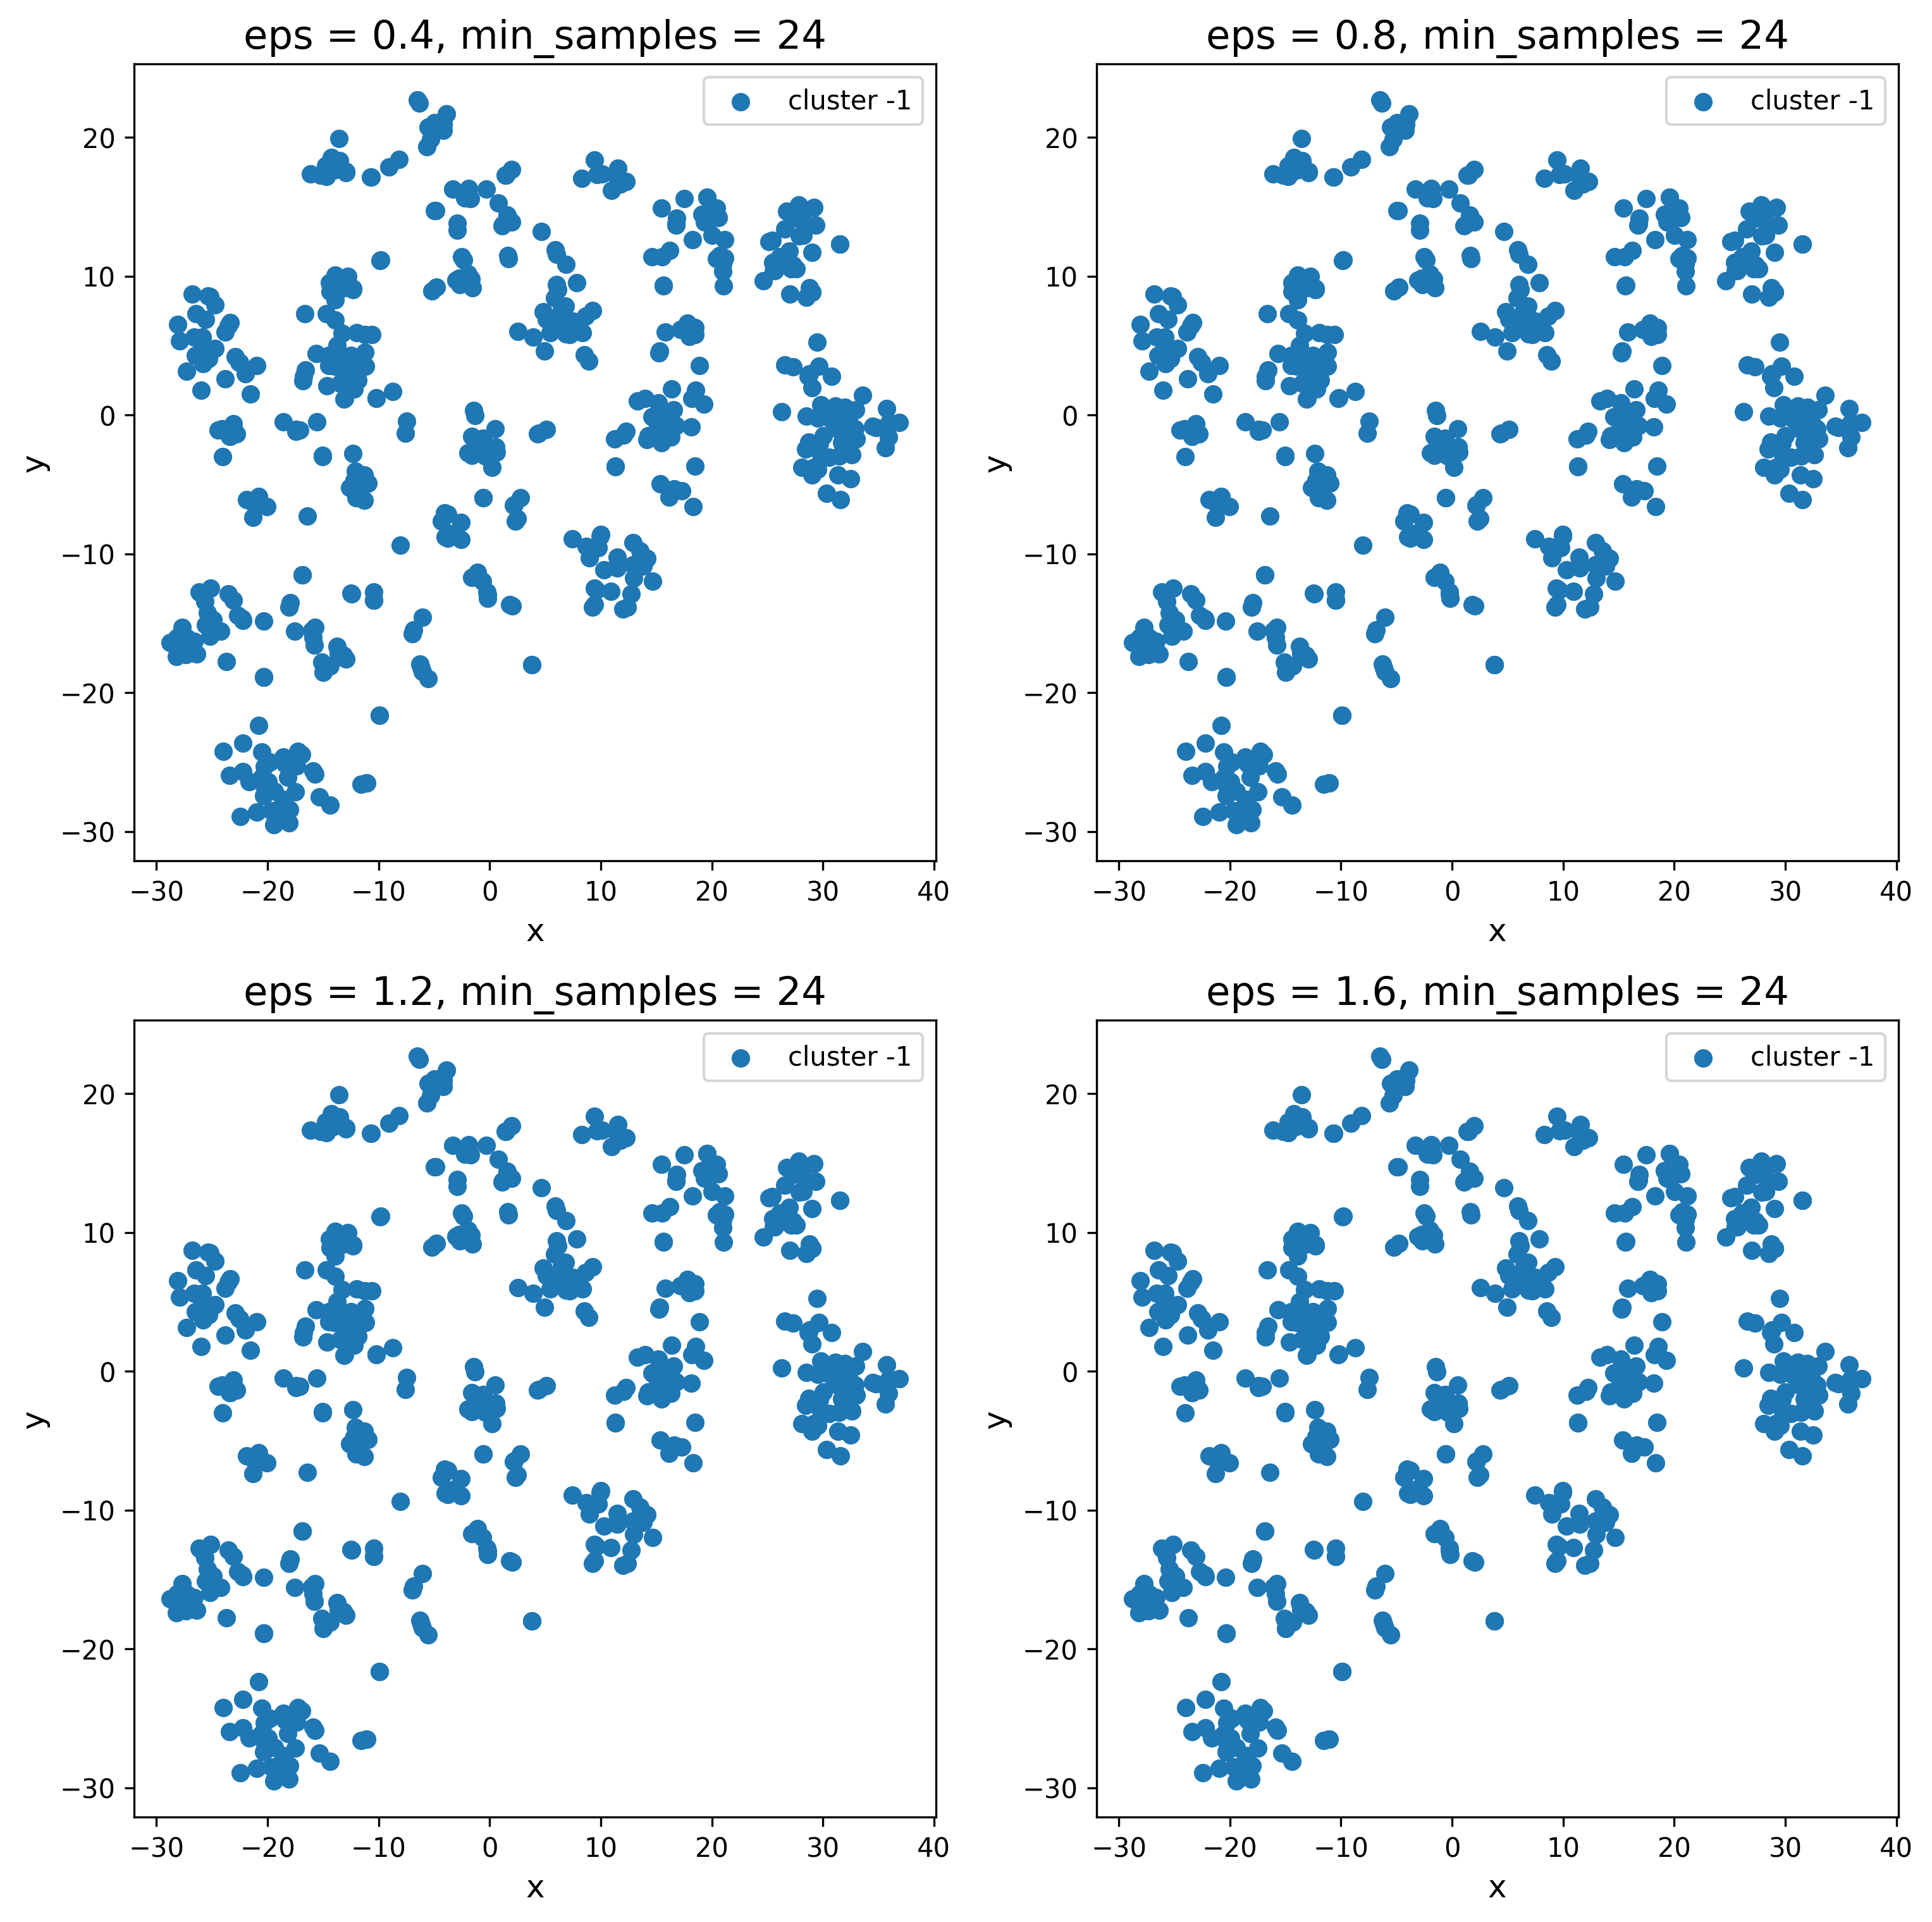 eps = 0.4, min_samples = 24
cluster -1
20
10
0
−10
−20
−30
y
−30 −20 −10 0 10 20 30 40
x
eps = 0.8, min_samples = 24
cluster -1
20
10
0
−10
−20
−30
y
−30 −20 −10 0 10 20 30 40
x
eps = 1.2, min_samples = 24
cluster -1
20
10
0
−10
−20
−30
y
−30 −20 −10 0 10 20 30 40
x
eps = 1.6, min_samples = 24
cluster -1
20
10
0
−10
−20
−30
y
−30 −20 −10 0 10 20 30 40
x